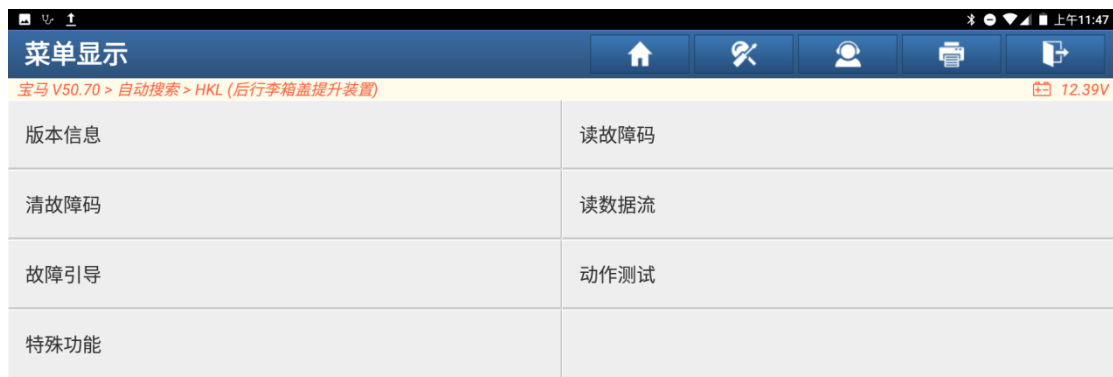 上午11:47
菜单显示
宝马 V50.70 > 自动搜索 > HKL (后行李箱盖提升装置) 12.39V
版本信息 读故障码
清故障码 读数据流
故障引导 动作测试
特殊功能